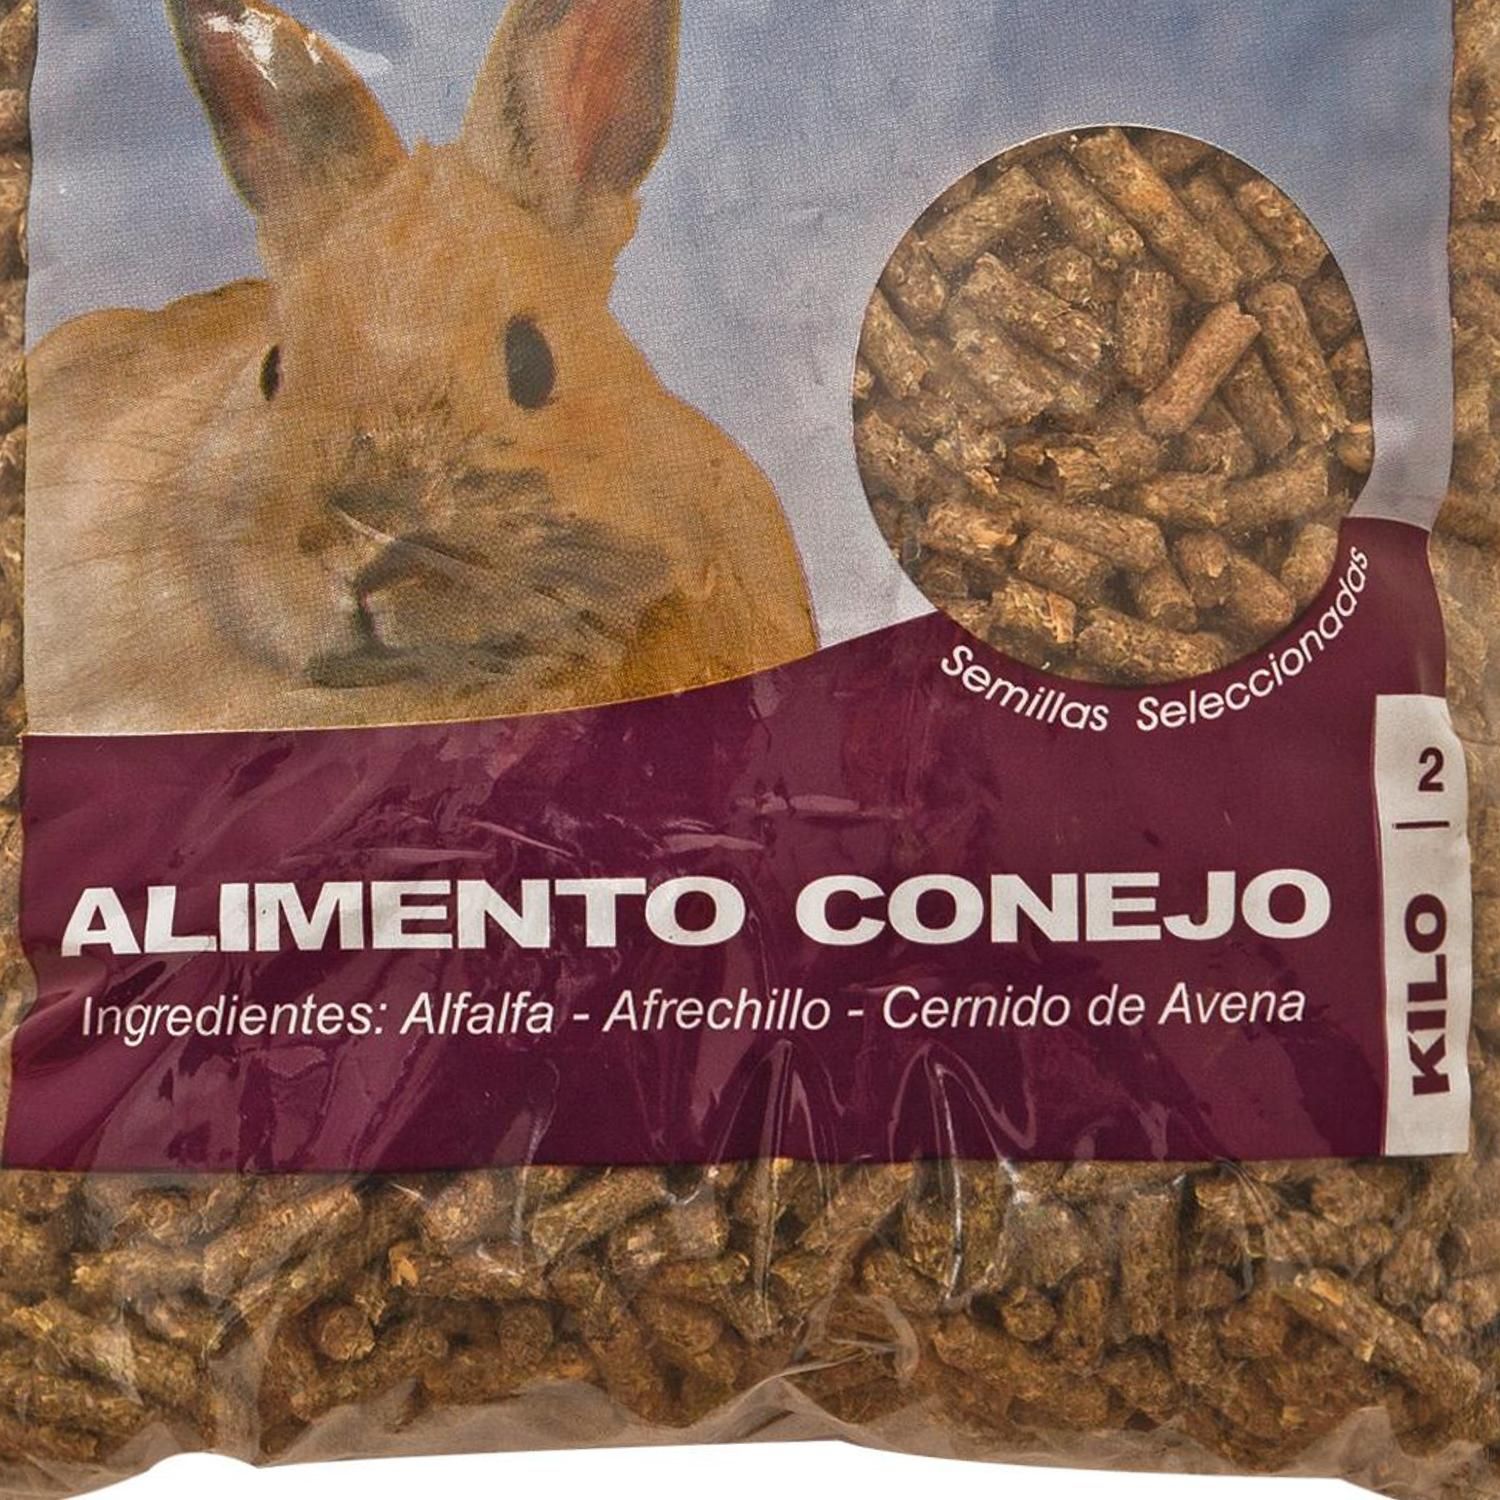 Semillas Seleccionadas
KILO | 2
ALIMENTO CONEJO
Ingredientes: Alfalfa - Afrechillo - Cernido de Avena